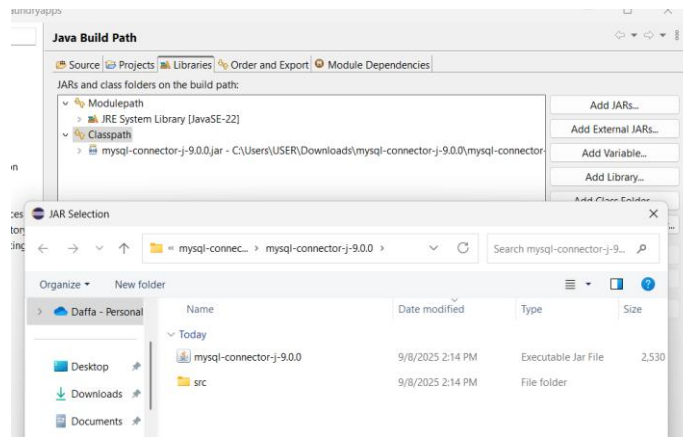 laundryapps
Java Build Path
Source Projects Libraries Order and Export Module Dependencies
JARs and class folders on the build path:
Modulepath
JRE System Library [JavaSE-22]
Classpath
mysql-connector-j-9.0.0.jar - C:\Users\USER\Downloads\mysql-connector-j-9.0.0\mysql-connector-
Add JARs...
Add External JARs...
Add Variable...
Add Library...
Add Class Folder
JAR Selection
« mysql-connec... › mysql-connector-j-9.0.0 ›
Search mysql-connector-j-9...
Organize New folder
Daffa - Personal
Desktop
Downloads
Documents
Name Date modified Type Size
Today
mysql-connector-j-9.0.0 9/8/2025 2:14 PM Executable Jar File 2,530
src 9/8/2025 2:14 PM File folder